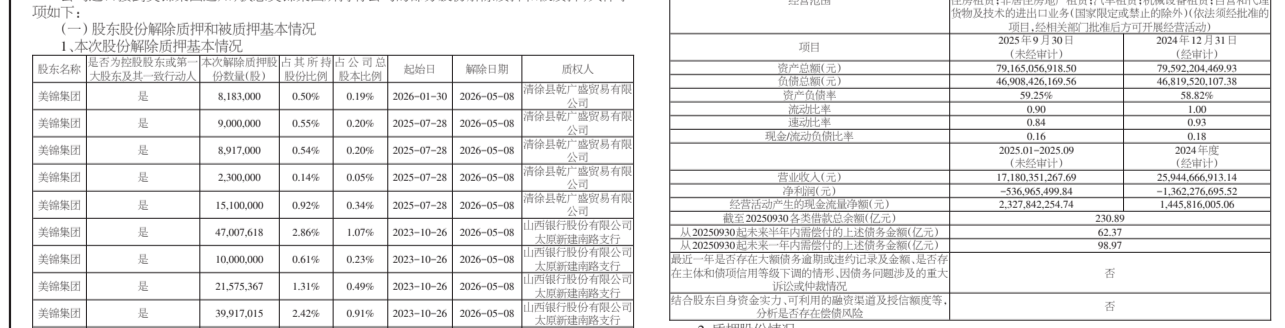 项如下：
（一）股东股份解除质押和被质押基本情况
1、本次股份解除质押基本情况
股东名称 是否为控股股东或第一大股东及其一致行动人 本次解除质押股份数量（股） 占其所持股份比例 占公司总股本比例 起始日 解除日期 质权人
美锦集团 是 8,183,000 0.50% 0.19% 2026-01-30 2026-05-08 清徐县乾广盛贸易有限公司
美锦集团 是 9,000,000 0.55% 0.20% 2025-07-28 2026-05-08 清徐县乾广盛贸易有限公司
美锦集团 是 8,917,000 0.54% 0.20% 2025-07-28 2026-05-08 清徐县乾广盛贸易有限公司
美锦集团 是 2,300,000 0.14% 0.05% 2025-07-28 2026-05-08 清徐县乾广盛贸易有限公司
美锦集团 是 15,100,000 0.92% 0.34% 2025-07-28 2026-05-08 清徐县乾广盛贸易有限公司
美锦集团 是 47,007,618 2.86% 1.07% 2023-10-26 2026-05-08 山西银行股份有限公司太原新建南路支行
美锦集团 是 10,000,000 0.61% 0.23% 2023-10-26 2026-05-08 山西银行股份有限公司太原新建南路支行
美锦集团 是 21,575,367 1.31% 0.49% 2023-10-26 2026-05-08 山西银行股份有限公司太原新建南路支行
美锦集团 是 39,917,015 2.42% 0.91% 2023-10-26 2026-05-08 山西银行股份有限公司太原新建南路支行
经营范围
货物及技术的进出口业务（国家限定或禁止的除外）（依法须经批准的
项目，经相关部门批准后方可开展经营活动）
项目 2025年9月30日（未经审计） 2024年12月31日（经审计）
资产总额（元） 79,165,056,918.50 79,592,204,469.93
负债总额（元） 46,908,426,169.56 46,819,520,107.38
资产负债率 59.25% 58.82%
流动比率 0.90 1.00
速动比率 0.84 0.93
现金/流动负债比率 0.16 0.18
2025.01-2025.09（未经审计） 2024年度（经审计）
营业收入（元） 17,180,351,267.69 25,944,666,913.14
净利润（元） -536,965,499.84 -1,362,276,695.52
经营活动产生的现金流量净额（元） 2,327,842,254.74 1,445,816,005.06
截至20250930各类借款总余额（亿元） 230.89
从20250930起未来半年内需偿付的上述债务金额（亿元） 62.37
从20250930起未来一年内需偿付的上述债务金额（亿元） 98.97
最近一年是否存在大额债务逾期或违约记录及金额、是否存
在主体和债项信用等级下调的情形、因债务问题涉及的重大 否
诉讼或仲裁情况
结合股东自身资金实力、可利用的融资渠道及授信额度等， 否
分析是否存在偿债风险